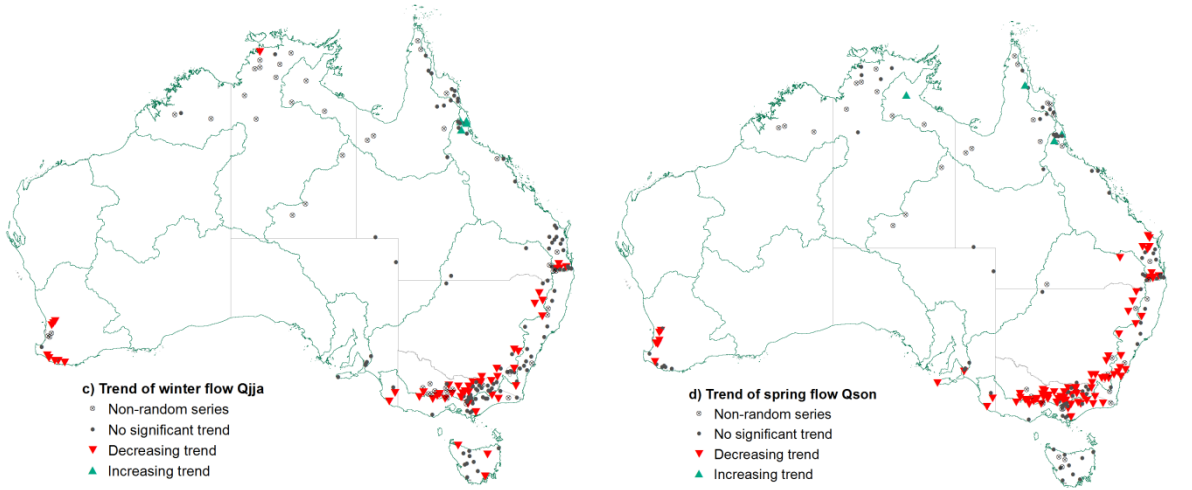 c) Trend of winter flow Qjja
Non-random series
No significant trend
Decreasing trend
Increasing trend
d) Trend of spring flow Qson
Non-random series
No significant trend
Decreasing trend
Increasing trend